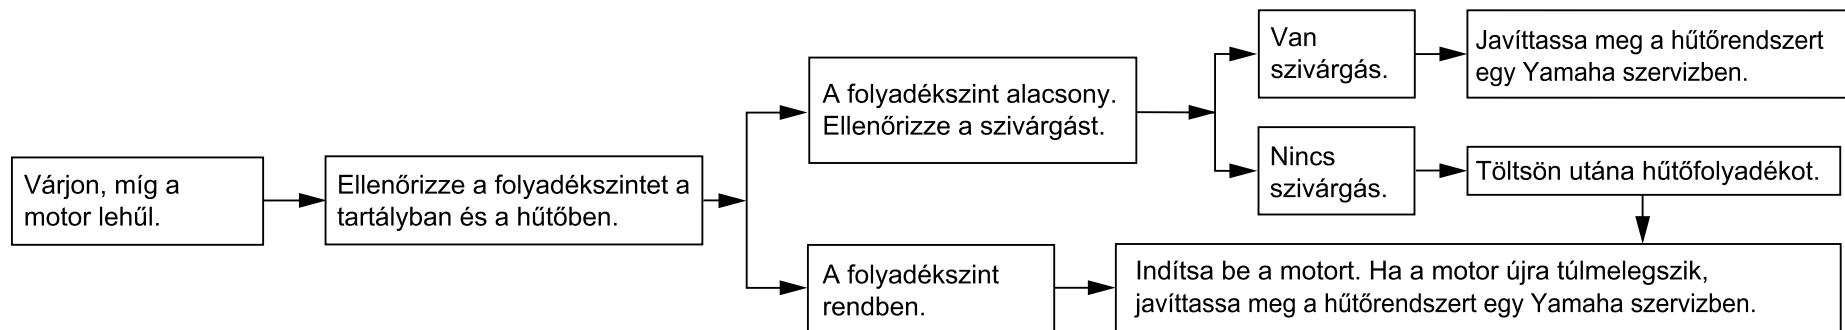 Várjon, míg a
motor lehűl.
Ellenőrizze a folyadékszintet a
tartályban és a hűtőben.
A folyadékszint alacsony.
Ellenőrizze a szivárgást.
Van
szivárgás.
Javíttassa meg a hűtőrendszert
egy Yamaha szervizben.
Nincs
szivárgás.
Töltsön utána hűtőfolyadékot.
A folyadékszint
rendben.
Indítsa be a motort. Ha a motor újra túlmelegszik,
javíttassa meg a hűtőrendszert egy Yamaha szervizben.